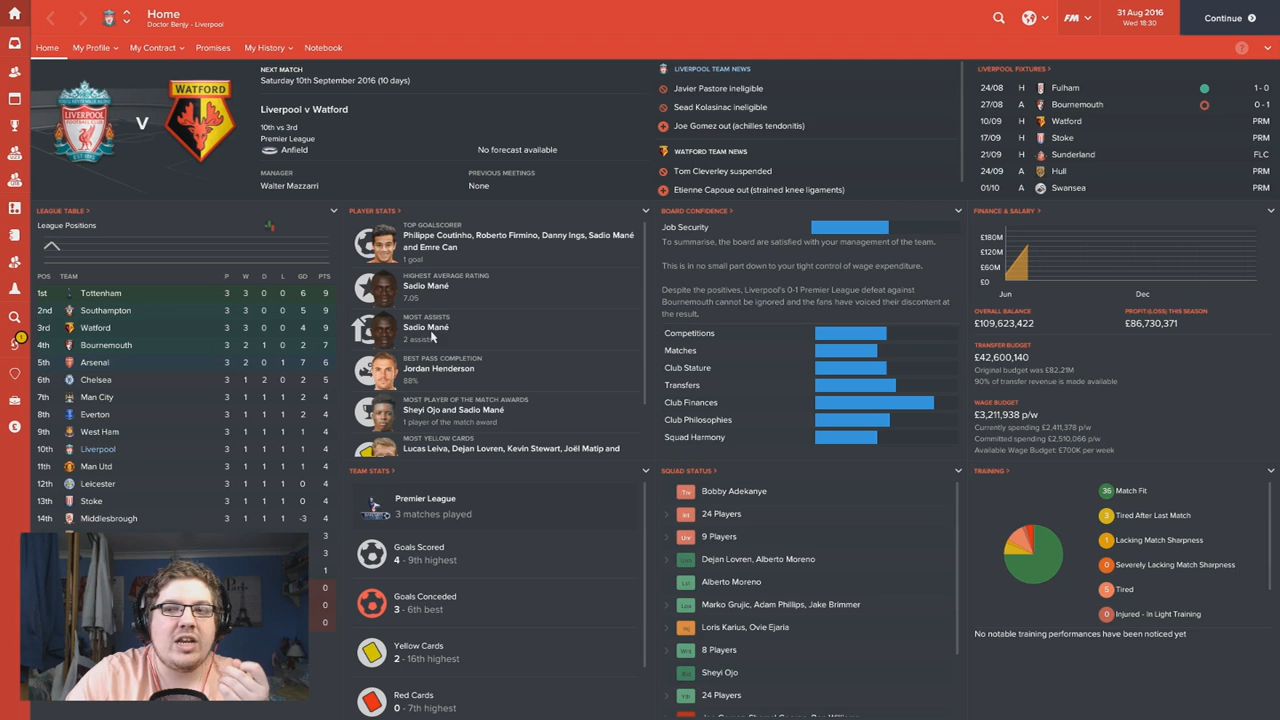 Home
Doctor Benjy - Liverpool
FM
31 Aug 2016
Wed 18:30
Continue
Home
My Profile
My Contract
Promises
My History
Notebook
WATFORD
LIVERPOOL
V
NEXT MATCH
Saturday 10th September 2016 (10 days)
Liverpool v Watford
10th vs 3rd
Premier League
Anfield
No forecast available
MANAGER
Walter Mazzarri
PREVIOUS MEETINGS
None
LIVERPOOL TEAM NEWS
Javier Pastore ineligible
Sead Kolasinac ineligible
Joe Gomez out (achilles tendonitis)
WATFORD TEAM NEWS
Tom Cleverley suspended
Etienne Capoue out (strained knee ligaments)
LIVERPOOL FIXTURES >
24/08 H Fulham 1 - 0
27/08 A Bournemouth 0 - 1
10/09 H Watford PRM
17/09 H Stoke PRM
21/09 H Sunderland FLC
24/09 A Hull PRM
01/10 A Swansea PRM
LEAGUE TABLE >
League Positions
POS TEAM P W D L GD PTS
1st Tottenham 3 3 0 0 6 9
2nd Southampton 3 3 0 0 5 9
3rd Watford 3 3 0 0 4 9
4th Bournemouth 3 2 1 0 2 7
5th Arsenal 3 2 0 1 7 6
6th Chelsea 3 1 2 0 2 5
7th Man City 3 1 1 1 2 4
8th Everton 3 1 1 1 2 4
9th West Ham 3 1 1 1 1 4
10th Liverpool 3 1 1 1 1 4
11th Man Utd 3 1 1 1 1 4
12th Leicester 3 1 1 1 0 4
13th Stoke 3 1 1 1 0 4
14th Middlesbrough 3 1 1 1 -3 4
3
3
1
0
0
0
PLAYER STATS >
TOP GOALSCORER
Philippe Coutinho, Roberto Firmino, Danny Ings, Sadio Mané
and Emre Can
1 goal
HIGHEST AVERAGE RATING
Sadio Mané
7.05
MOST ASSISTS
Sadio Mané
2 assists
BEST PASS COMPLETION
Jordan Henderson
88%
MOST PLAYER OF THE MATCH AWARDS
Sheyi Ojo and Sadio Mané
1 player of the match award
MOST YELLOW CARDS
Lucas Leiva, Dejan Lovren, Kevin Stewart, Joël Matip and
TEAM STATS >
Premier League
3 matches played
Goals Scored
4 - 9th highest
Goals Conceded
3 - 6th best
Yellow Cards
2 - 16th highest
Red Cards
0 - 7th highest
BOARD CONFIDENCE >
Job Security
To summarise, the board are satisfied with your management of the team.
This is in no small part down to your tight control of wage expenditure.
Despite the positives, Liverpool's 0-1 Premier League defeat against
Bournemouth cannot be ignored and the fans have voiced their discontent at
the result.
Competitions
Matches
Club Stature
Transfers
Club Finances
Club Philosophies
Squad Harmony
SQUAD STATUS >
Bobby Adekanye
24 Players
9 Players
Dejan Lovren, Alberto Moreno
Alberto Moreno
Marko Grujic, Adam Phillips, Jake Brimmer
Loris Karius, Ovie Ejaria
8 Players
Sheyi Ojo
24 Players
FINANCE & SALARY >
£180M
£120M
£60M
£0
Jun
Dec
OVERALL BALANCE
£109,623,422
PROFIT/(LOSS) THIS SEASON
£86,730,371
TRANSFER BUDGET
£42,600,140
Original budget was £82.21M
90% of transfer revenue is made available
WAGE BUDGET
£3,211,938 p/w
Currently spending £2,411,378 p/w
Committed spending £2,510,066 p/w
Available Wage Budget: £700K per week
TRAINING >
36 Match Fit
3 Tired After Last Match
1 Lacking Match Sharpness
0 Severely Lacking Match Sharpness
5 Tired
0 Injured - In Light Training
No notable training performances have been noticed yet